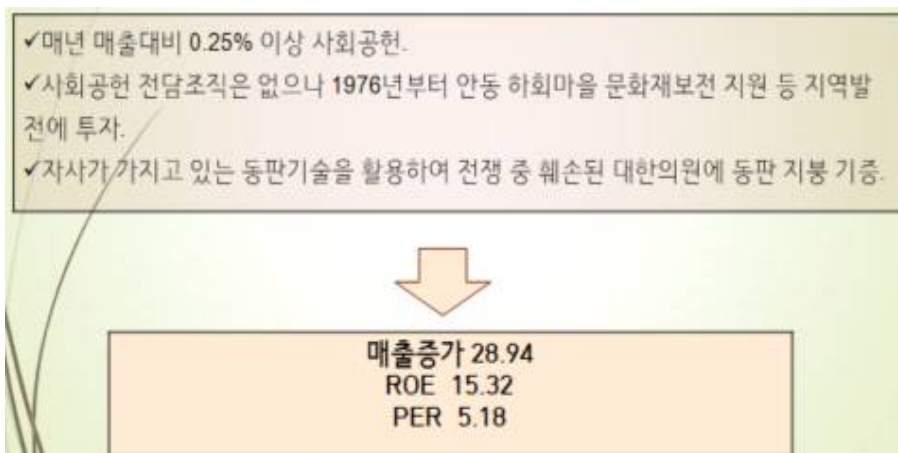 ✓매년 매출대비 0.25% 이상 사회공헌.
✓사회공헌 전담조직은 없으나 1976년부터 안동 하회마을 문화재보전 지원 등 지역발
전에 투자.
✓자사가 가지고 있는 동판기술을 활용하여 전쟁 중 훼손된 대한의원에 동판 지붕 기증.
매출증가 28.94
ROE 15.32
PER 5.18